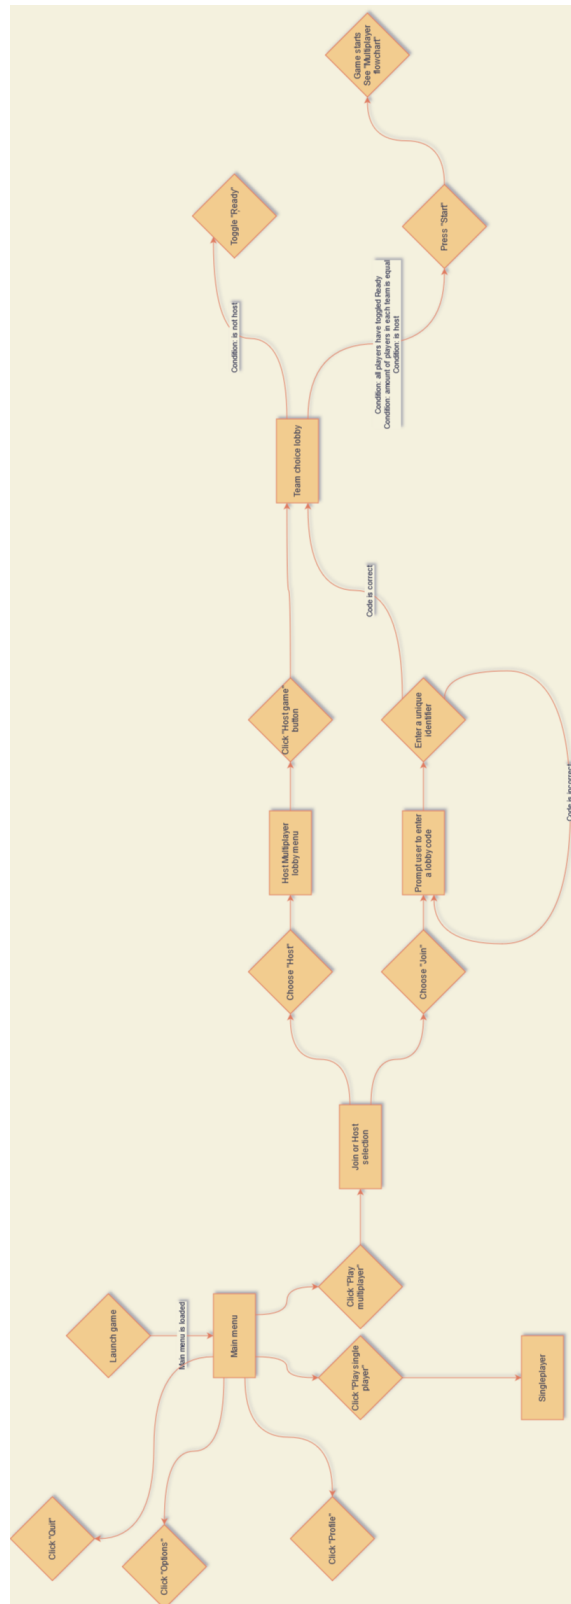 Click "Quit"
Click "Options"
Click "Profile"
Launch game
Main menu is loaded
Main menu
Click "Play single
player"
Singleplayer
Click "Play
multiplayer"
Join or Host
selection
Choose "Host"
Choose "Join"
Host Multiplayer
lobby menu
Prompt user to enter
a lobby code
Click "Host game"
button
Enter a unique
identifier
Code is incorrect
Code is correct
Team choice lobby
Condition: is not host
Condition: all players have toggled Ready
Condition: amount of players in each team is equal
Condition: is host
Toggle "Ready"
Press "Start"
Game starts
See "Multiplayer
flowchart"